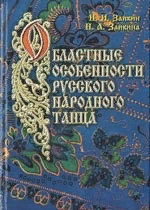 Н. И. Заикин
Н. А. Заикина
ОБЛАСТНЫЕ
ОСОБЕННОСТИ
РУССКОГО
НАРОДНОГО
ТАНЦА